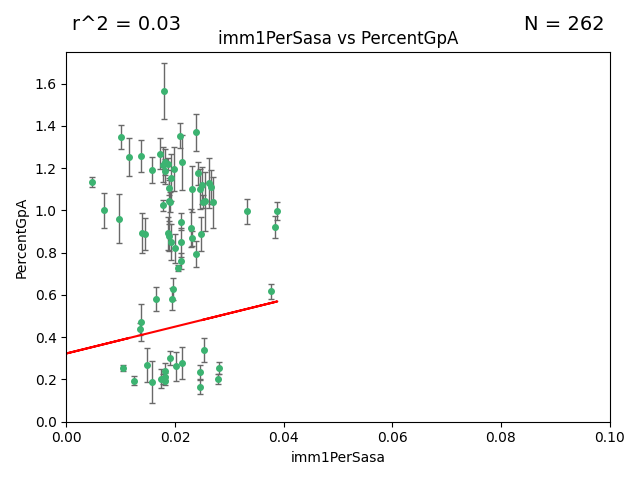 r^2 = 0.03
N = 262
imm1PerSasa vs PercentGpA
PercentGpA
1.6
1.4
1.2
1.0
0.8
0.6
0.4
0.2
0.0
0.00 0.02 0.04 0.06 0.08 0.10
imm1PerSasa